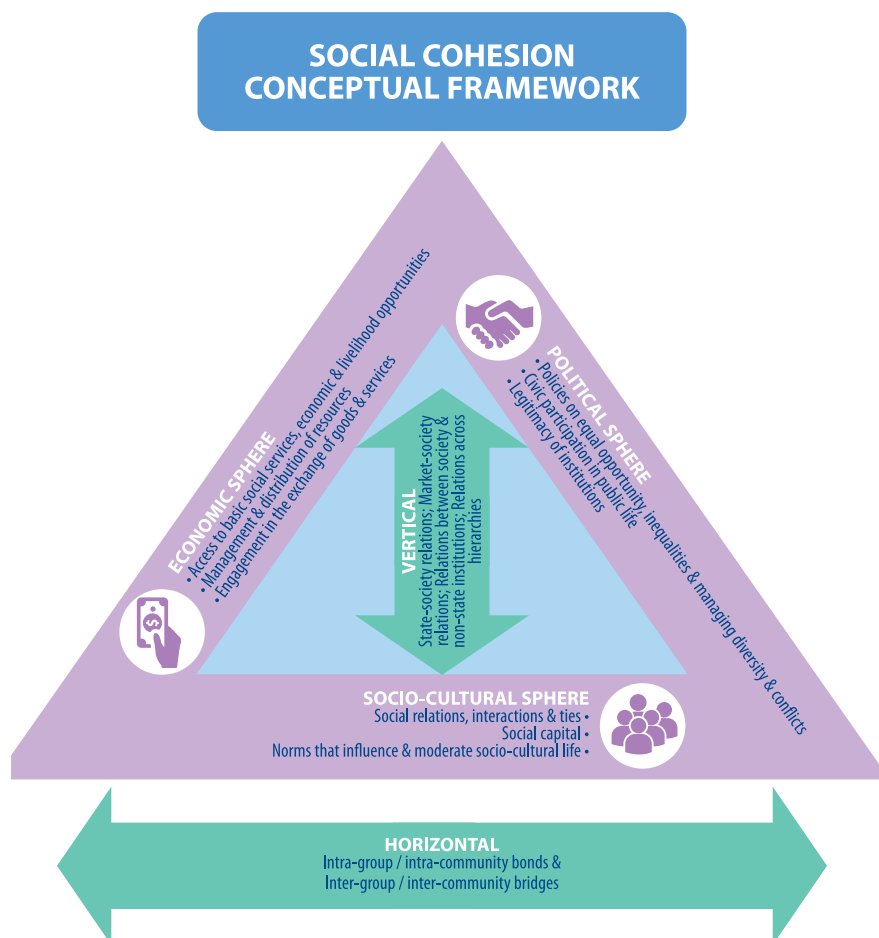 SOCIAL COHESION
CONCEPTUAL FRAMEWORK
ECONOMIC SPHERE
• Access to basic social services, economic & livelihood opportunities
• Management & distribution of resources
• Engagement in the exchange of goods & services
POLITICAL SPHERE
• Policies on equal opportunity, inequalities & managing diversity & conflicts
• Civic participation in public life
• Legitimacy of institutions
VERTICAL
State-society relations; Market-society
relations; Relations between society &
non-state institutions; Relations across
hierarchies
SOCIO-CULTURAL SPHERE
Social relations, interactions & ties •
Social capital •
Norms that influence & moderate socio-cultural life •
HORIZONTAL
Intra-group / intra-community bonds &
Inter-group / inter-community bridges